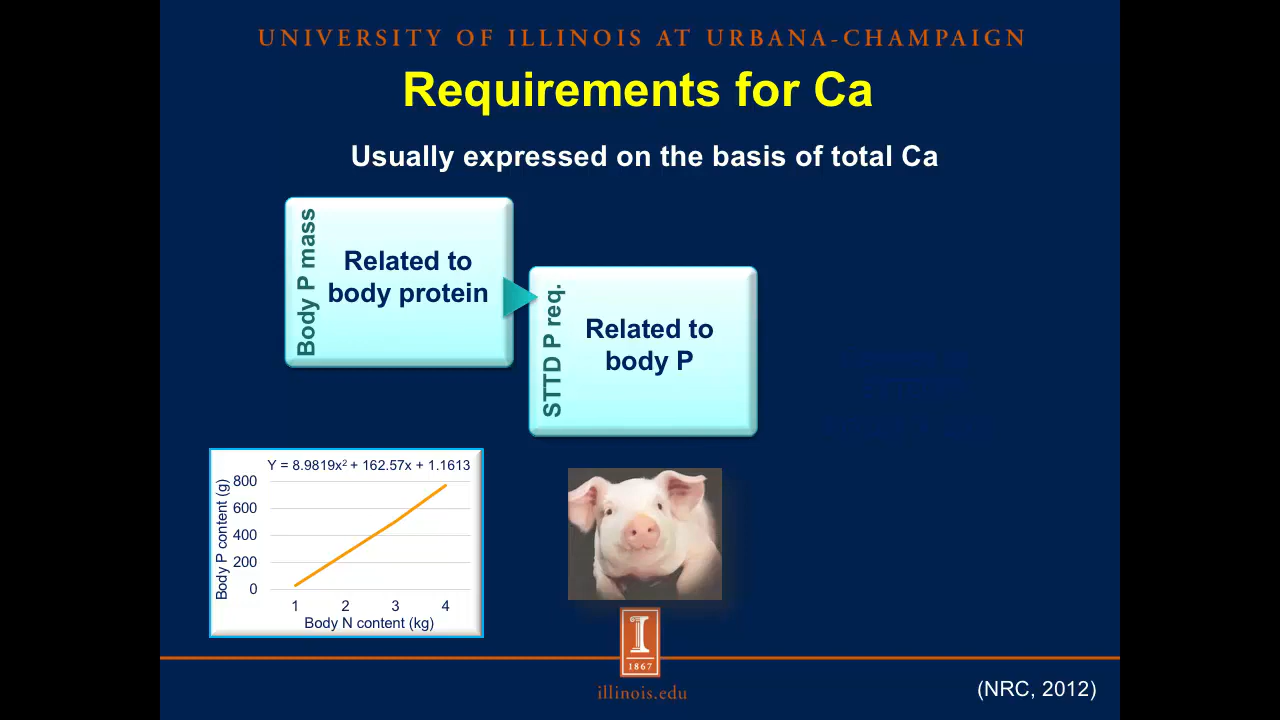 UNIVERSITY OF ILLINOIS AT URBANA-CHAMPAIGN
Requirements for Ca
Usually expressed on the basis of total Ca
Body P mass
Related to
body protein
STTD P req.
Related to
body P
Y = 8.9819x² + 162.57x + 1.1613
Body P content (g)
800
600
400
200
0
1 2 3 4
Body N content (kg)
I
1867
illinois.edu
(NRC, 2012)